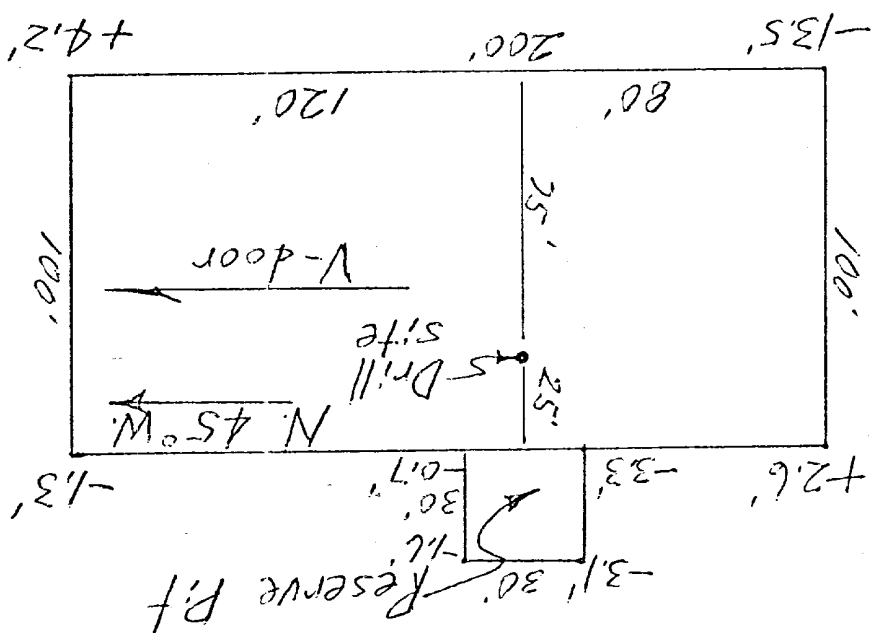 -13.5' 200' +4.2'
80' 120'
75'
100' 100'
V-door
Drill
site
25'
N. 45° W.
+2.6' -3.3' -0.7' -1.3'
30'
-3.1' 30' -1.6'
Reserve Pit